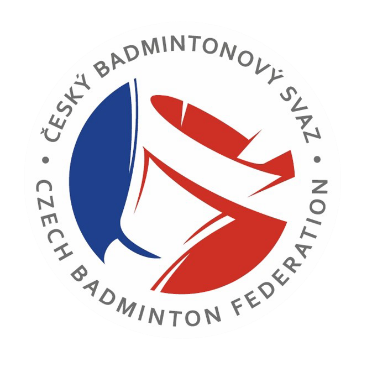 • ČESKÝ BADMINTONOVÝ SVAZ •
CZECH BADMINTON FEDERATION